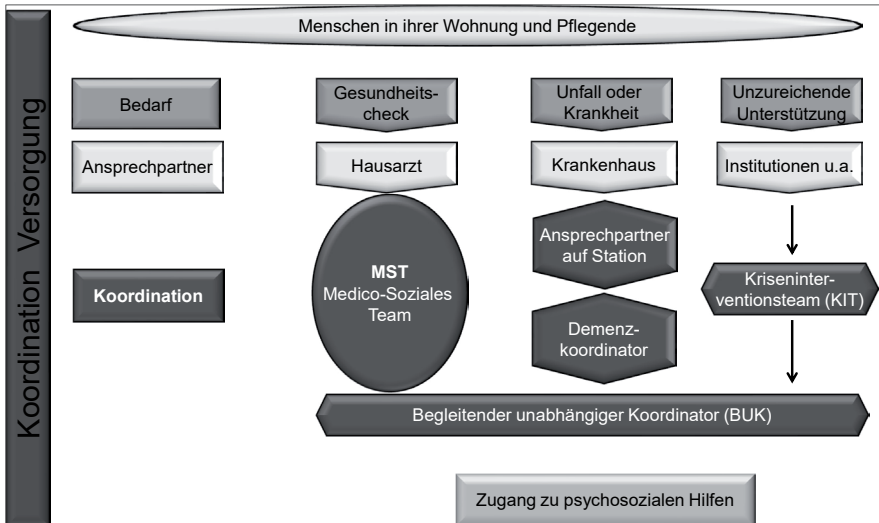 Koordination Versorgung
Menschen in ihrer Wohnung und Pflegende
Bedarf
Gesundheits-
check
Unfall oder
Krankheit
Unzureichende
Unterstützung
Ansprechpartner
Hausarzt
Krankenhaus
Institutionen u.a.
Koordination
MST
Medico-Soziales
Team
Ansprechpartner
auf Station
Demenz-
koordinator
Kriseninter-
ventionsteam (KIT)
Begleitender unabhängiger Koordinator (BUK)
Zugang zu psychosozialen Hilfen